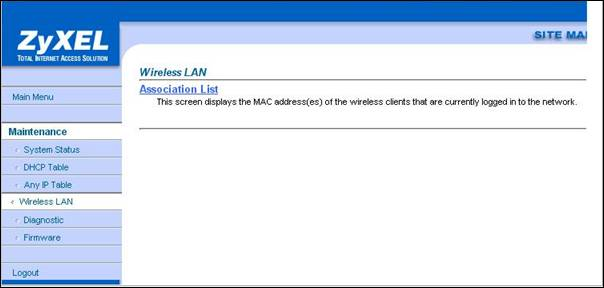 ZyXEL
TOTAL INTERNET ACCESS SOLUTION
SITE MA
Main Menu
Maintenance
System Status
DHCP Table
Any IP Table
Wireless LAN
Diagnostic
Firmware
Logout
Wireless LAN
Association List
This screen displays the MAC address(es) of the wireless clients that are currently logged in to the network.